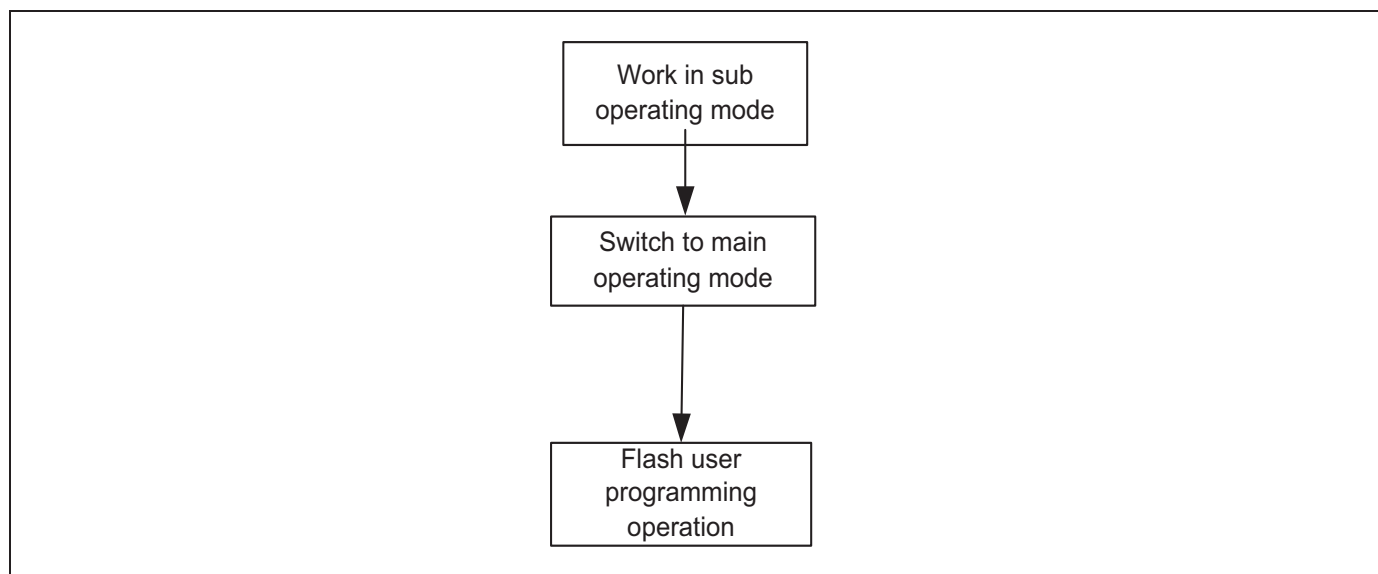 Work in sub
operating mode
Switch to main
operating mode
Flash user
programming
operation